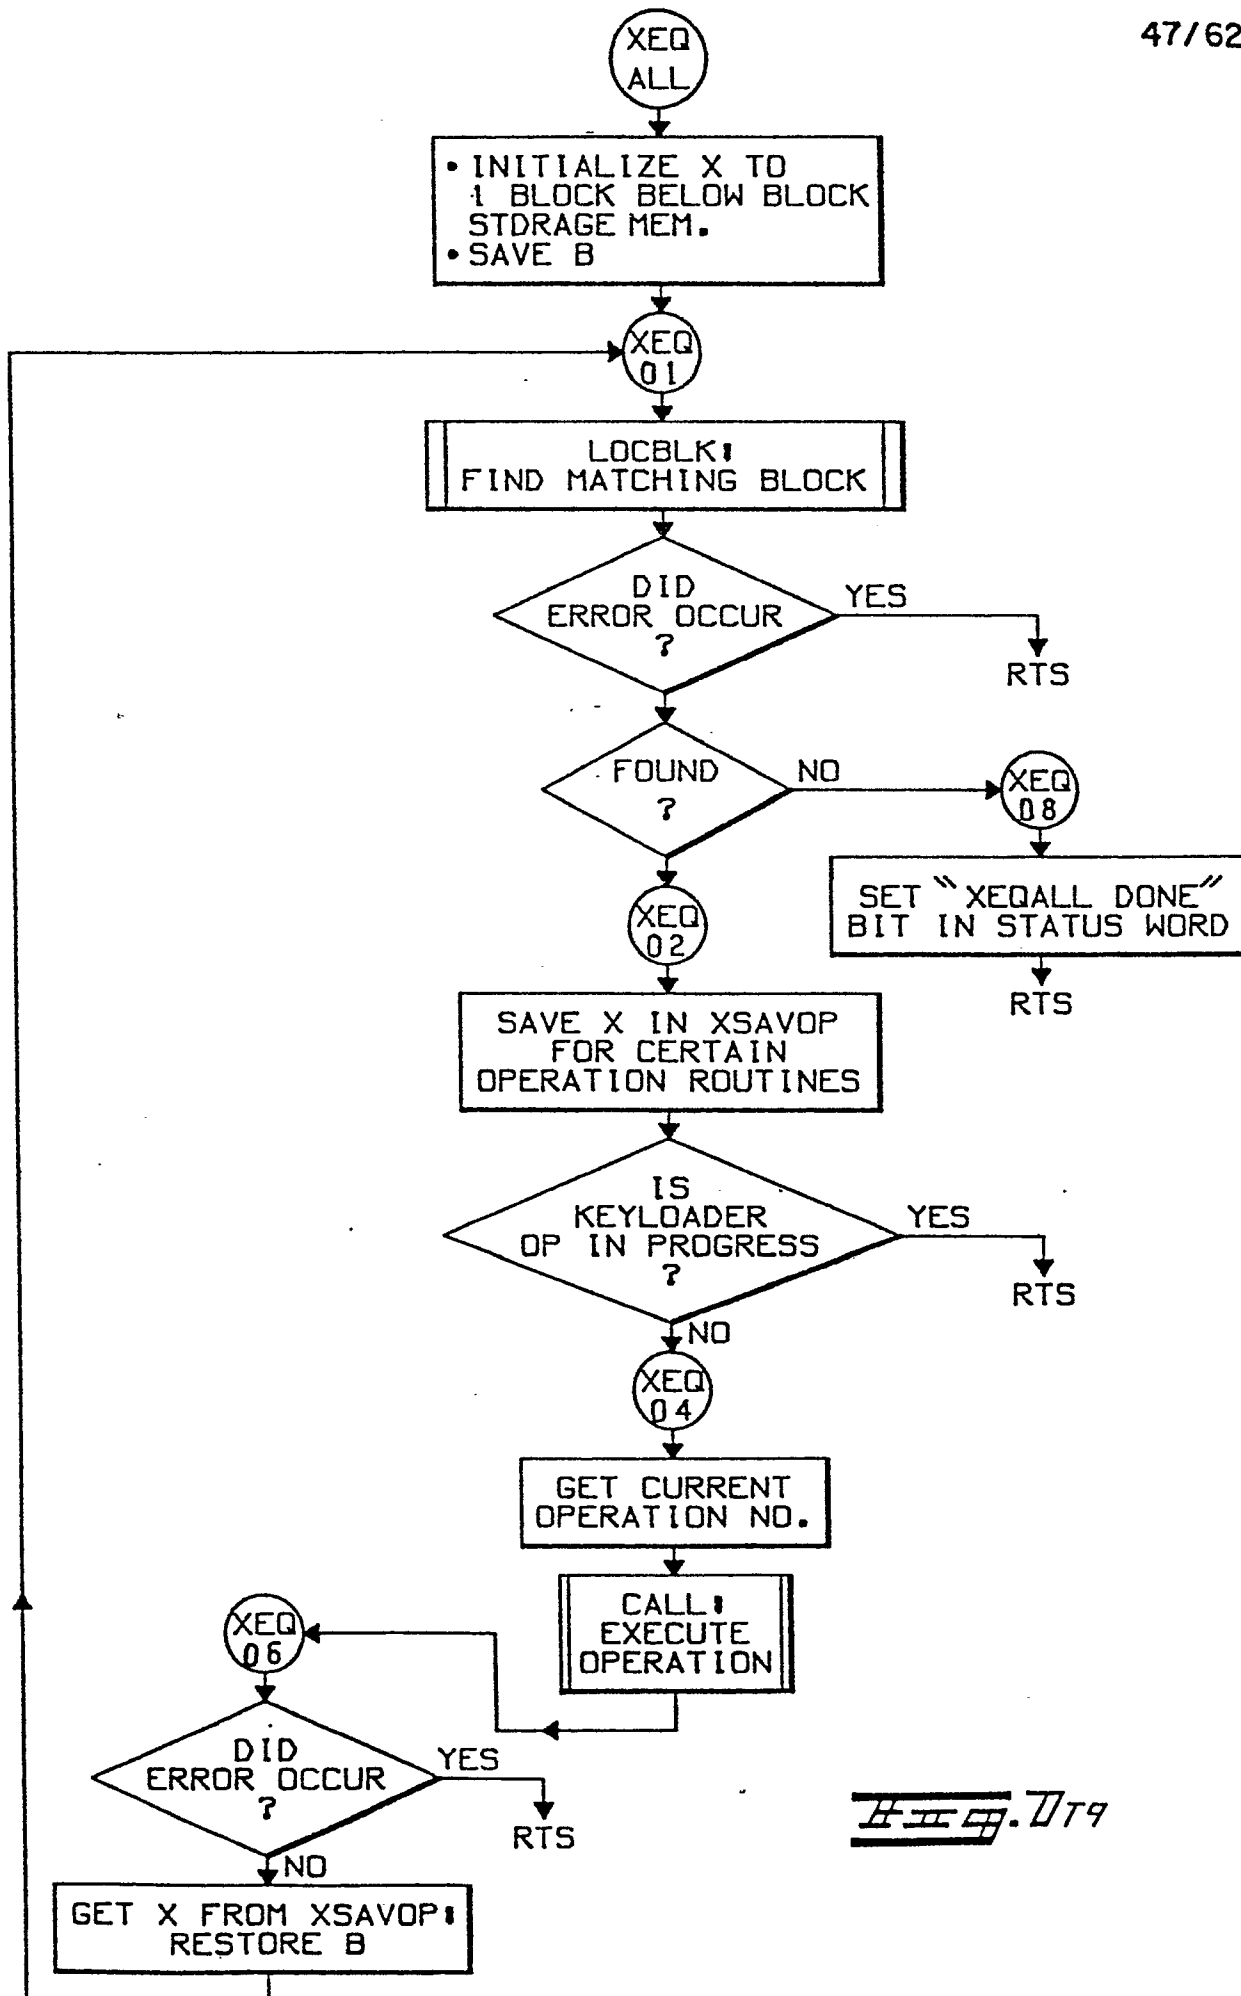 47/62
XEQ
ALL
• INITIALIZE X TO
1 BLOCK BELOW BLOCK
STORAGE MEM.
• SAVE B
XEQ
01
LOCBLK:
FIND MATCHING BLOCK
DID
ERROR OCCUR
?
YES
RTS
FOUND
?
NO
XEQ
08
SET "XEQALL DONE"
BIT IN STATUS WORD
RTS
XEQ
02
SAVE X IN XSAVOP
FOR CERTAIN
OPERATION ROUTINES
IS
KEYLOADER
OP IN PROGRESS
?
YES
RTS
NO
XEQ
04
GET CURRENT
OPERATION NO.
CALL:
EXECUTE
OPERATION
XEQ
06
DID
ERROR OCCUR
?
YES
RTS
NO
GET X FROM XSAVOP:
RESTORE B